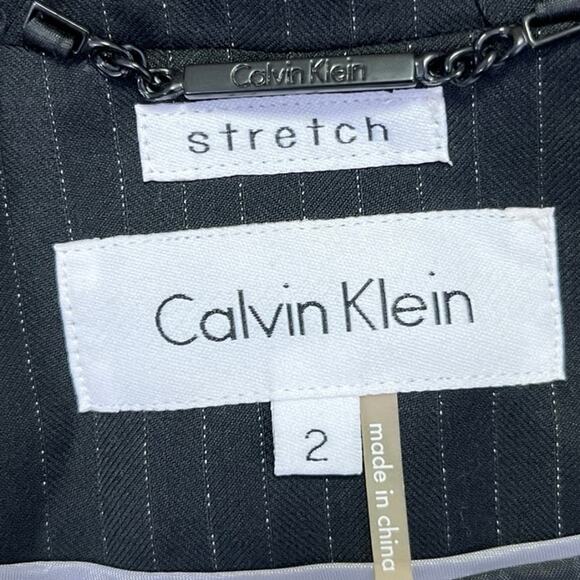 Calvin Klein
stretch
Calvin Klein
2
made in china